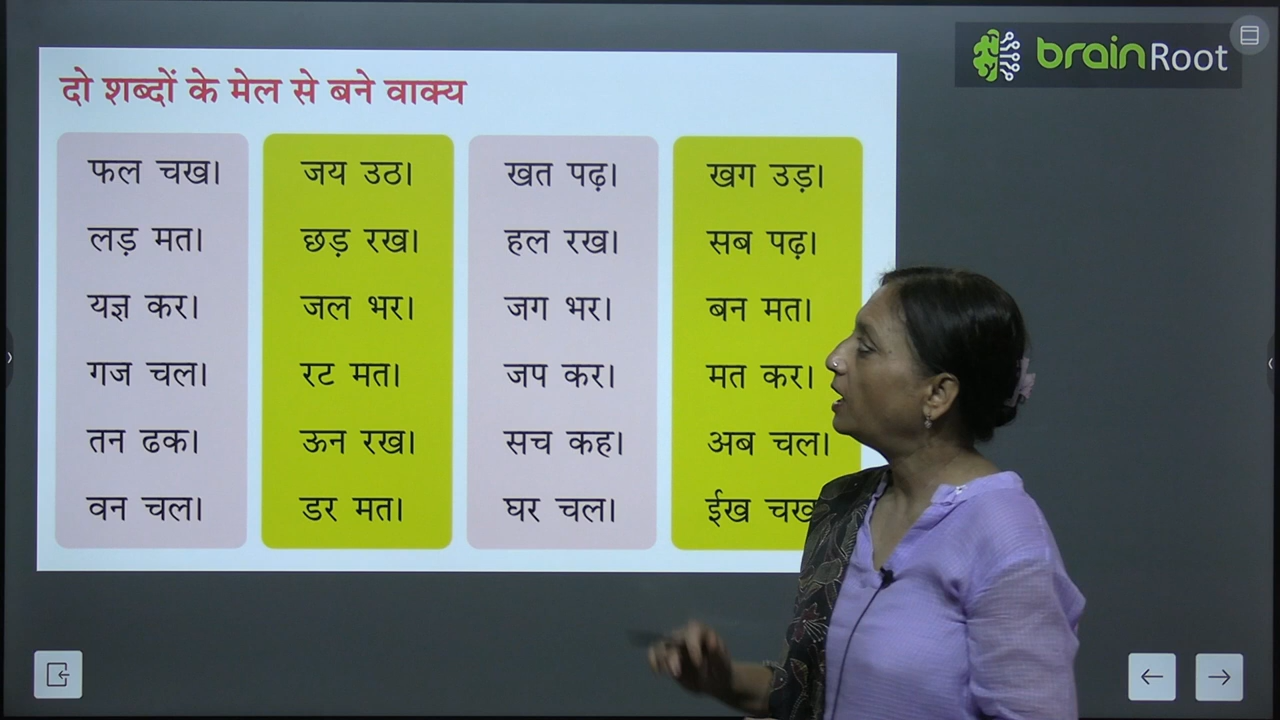 brainRoot
दो शब्दों के मेल से बने वाक्य
फल चख।
लड़ मत।
यज्ञ कर।
गज चल।
तन ढक।
वन चल।
जय उठ।
छड़ रख।
जल भर।
रट मत।
ऊन रख।
डर मत।
खत पढ़।
हल रख।
जग भर।
जप कर।
सच कह।
घर चल।
खग उड़।
सब पढ़।
बन मत।
मत कर।
अब चल।
ईख चख